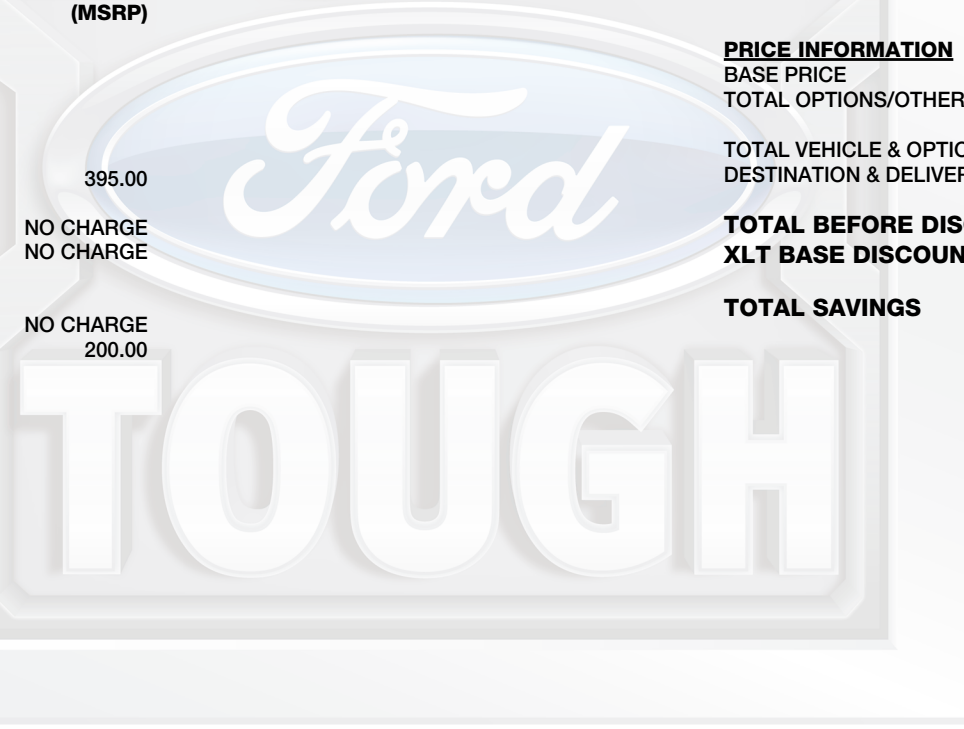 (MSRP)
395.00
NO CHARGE
NO CHARGE
NO CHARGE
200.00
PRICE INFORMATION
BASE PRICE
TOTAL OPTIONS/OTHER
TOTAL VEHICLE & OPTIO
DESTINATION & DELIVER
TOTAL BEFORE DIS
XLT BASE DISCOUN
TOTAL SAVINGS
Ford
TOUGH